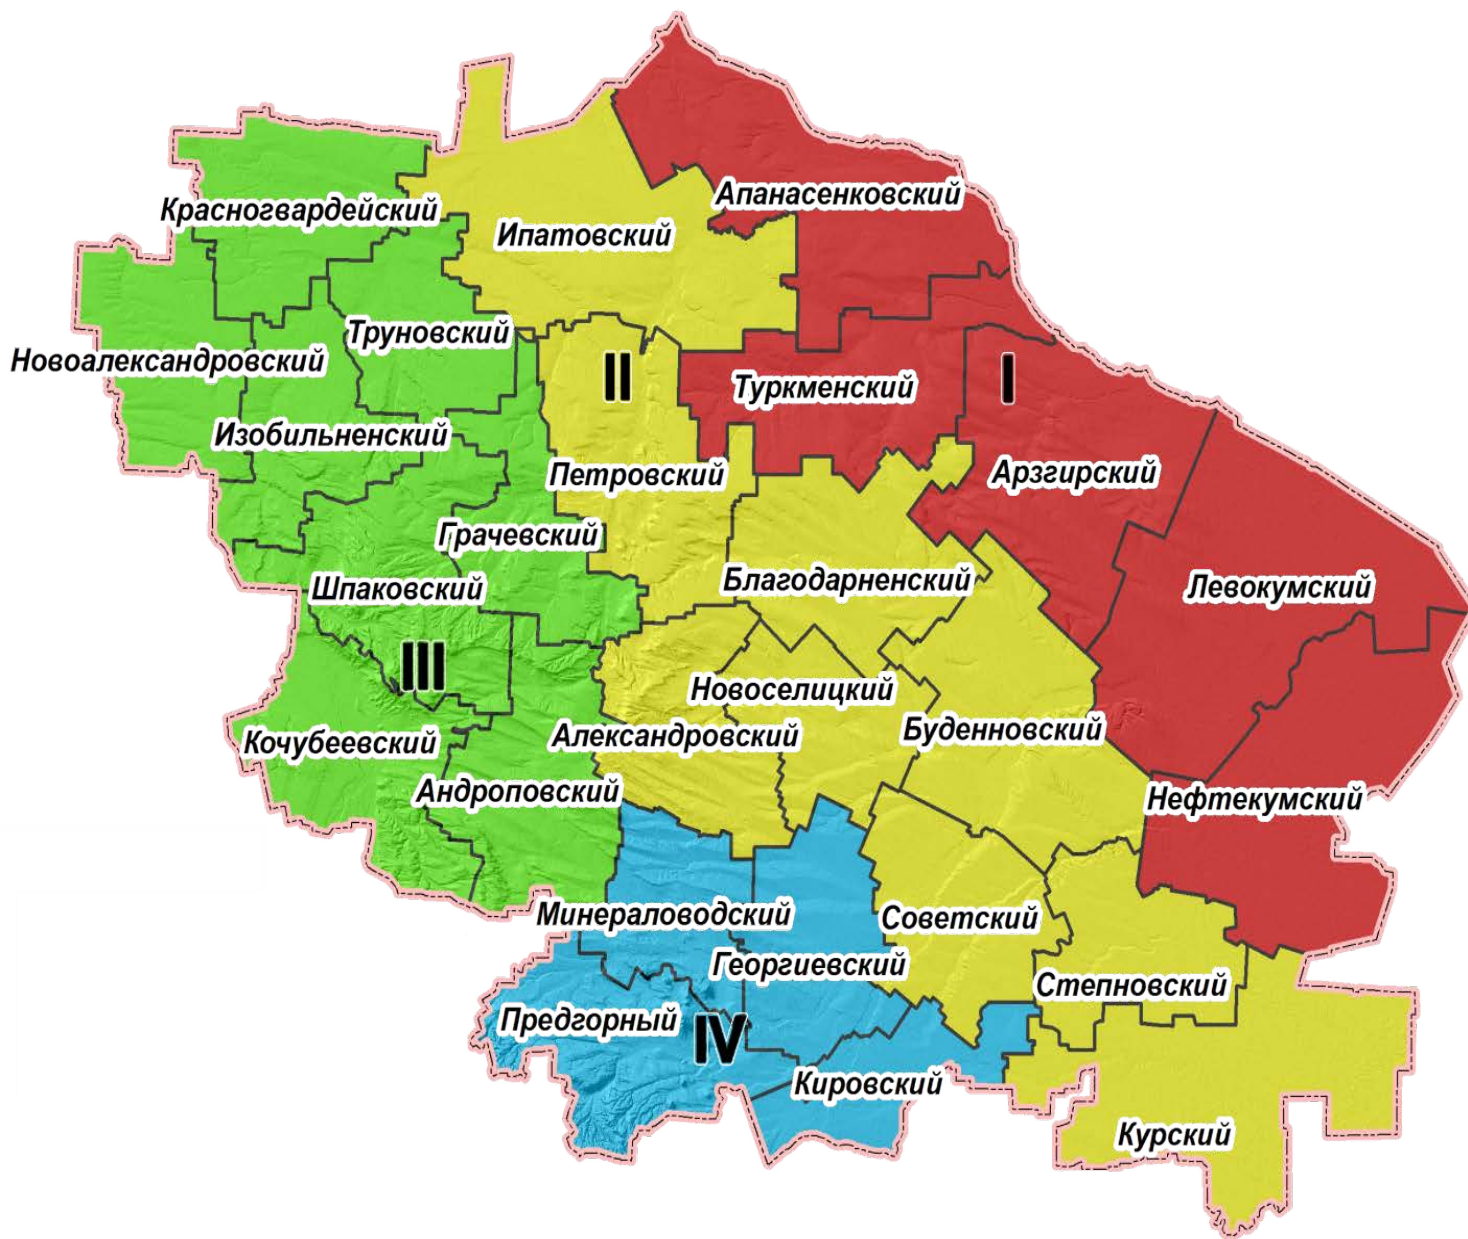 Апанасенковский
Красногвардейский
Ипатовский
Труновский
Новоалександровский
II
I
Туркменский
Изобильненский
Петровский
Арзгирский
Грачевский
Благодарненский
Левокумский
Шпаковский
III
Новоселицкий
Кочубеевский
Александровский
Буденновский
Андроповский
Нефтекумский
Минераловодский
Советский
Георгиевский
Степновский
Предгорный
IV
Кировский
Курский